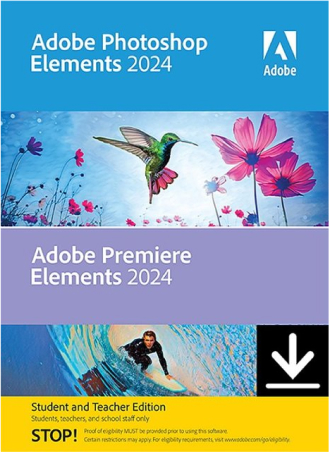 Adobe Photoshop
Elements 2024
Adobe
Adobe Premiere
Elements 2024
Student and Teacher Edition
Students, teachers, and school staff only
STOP! Proof of eligibility MUST be provided prior to using this software.
Certain restrictions may apply. For eligibility requirements, visit www.adobe.com/go/eligibility.